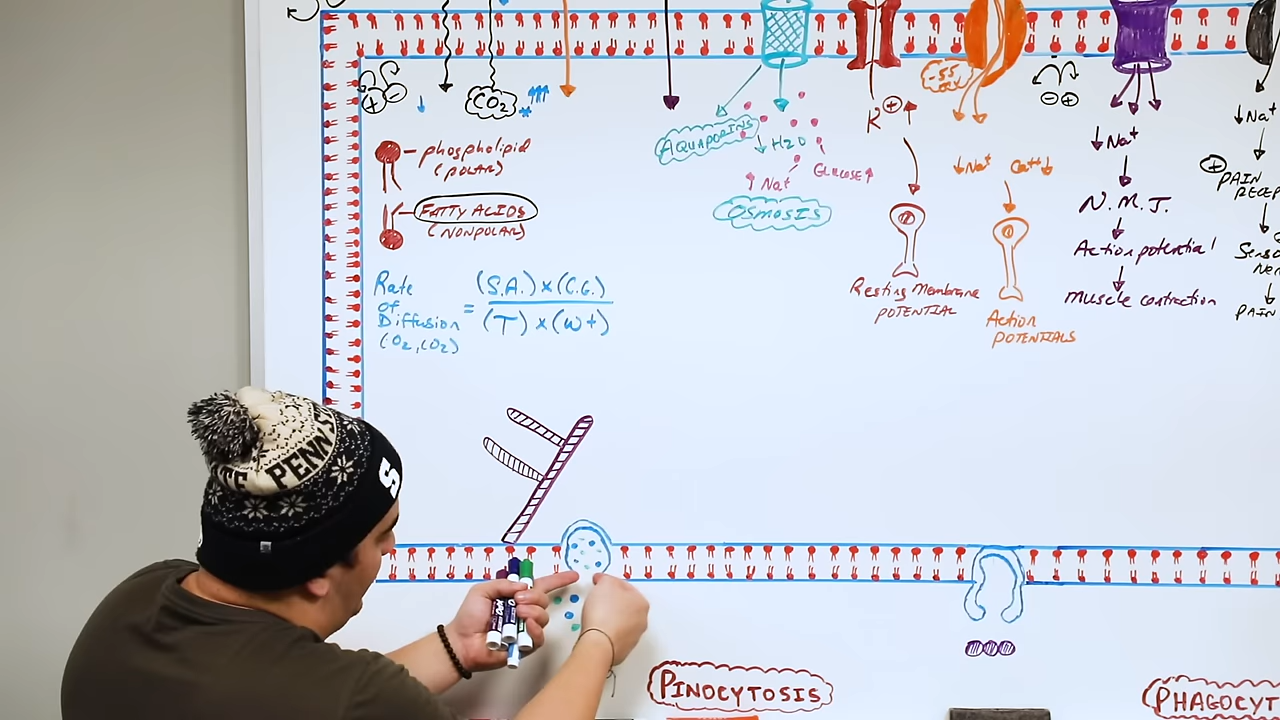 CO2
phospholipid
(POLAR)
FATTY ACIDS
(NONPOLAR)
Rate
of
Diffusion
(O2, CO2)
=
(S.A.) x (C.G.)
(T) x (wt)
AQUAPORINS
↓ H2O
↑ Na+
GLUCOSE ↑
OSMOSIS
K+ ↑
Resting Membrane
POTENTIAL
-55
↓Na+ Ca++↓
Action
POTENTIALS
↓ Na+
N.M.J.
Action potential
muscle contraction
↓ Na+
PAIN
PAIN
PENN
S
PINOCYTOSIS
PHAGOCYT